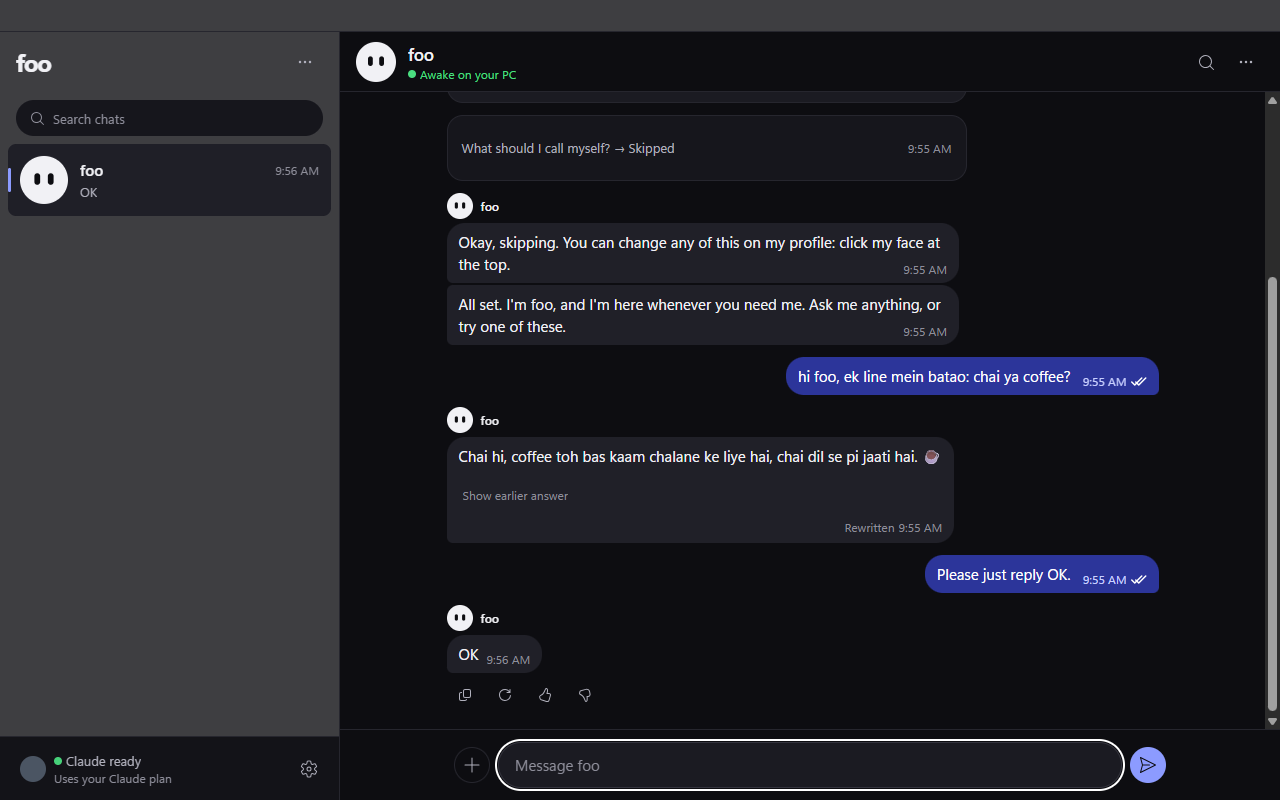 foo
Search chats
foo
9:56 AM
OK
Claude ready
Uses your Claude plan
foo
Awake on your PC
What should I call myself? → Skipped
9:55 AM
foo
Okay, skipping. You can change any of this on my profile: click my face at
the top.
9:55 AM
All set. I'm foo, and I'm here whenever you need me. Ask me anything, or
try one of these.
9:55 AM
hi foo, ek line mein batao: chai ya coffee?
9:55 AM
foo
Chai hi, coffee toh bas kaam chalane ke liye hai, chai dil se pi jaati hai.
Show earlier answer
Rewritten 9:55 AM
Please just reply OK.
9:55 AM
foo
OK
9:56 AM
Message foo